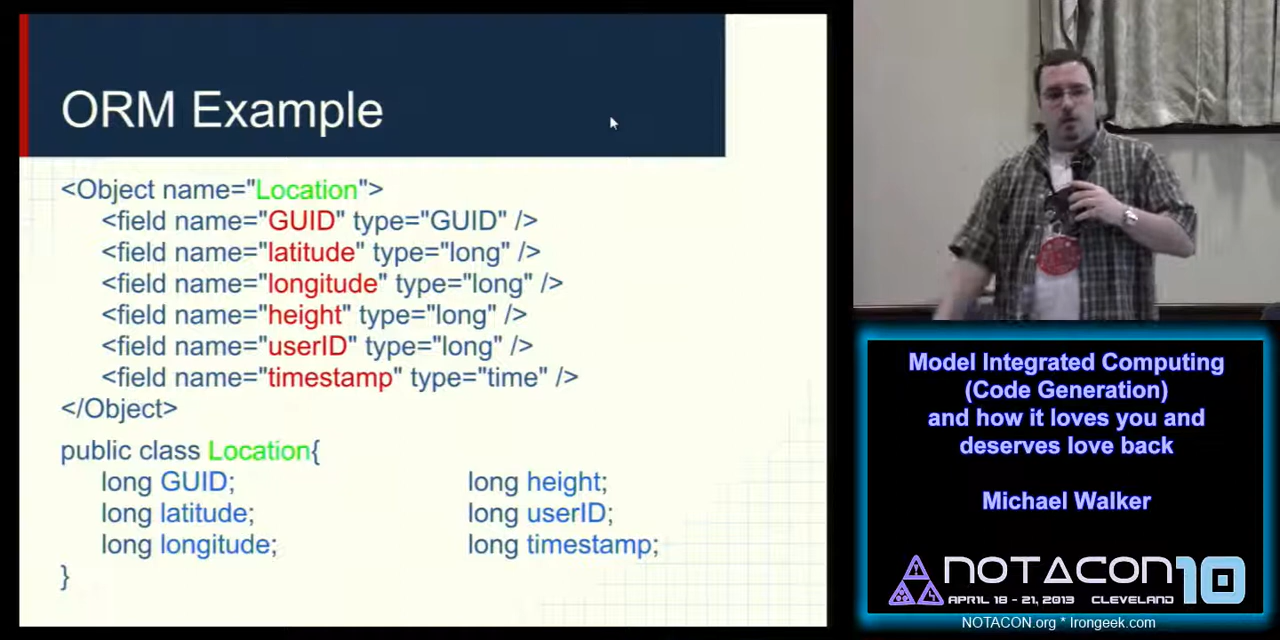 ORM Example
<Object name="Location">
<field name="GUID" type="GUID" />
<field name="latitude" type="long" />
<field name="longitude" type="long" />
<field name="height" type="long" />
<field name="userID" type="long" />
<field name="timestamp" type="time" />
</Object>
public class Location{
long GUID;
long latitude;
long longitude;
long height;
long userID;
long timestamp;
}
Model Integrated Computing
(Code Generation)
and how it loves you and
deserves love back
Michael Walker
NOTACON 10
APRIL 18 - 21, 2013 CLEVELAND
NOTACON.org * Irongeek.com